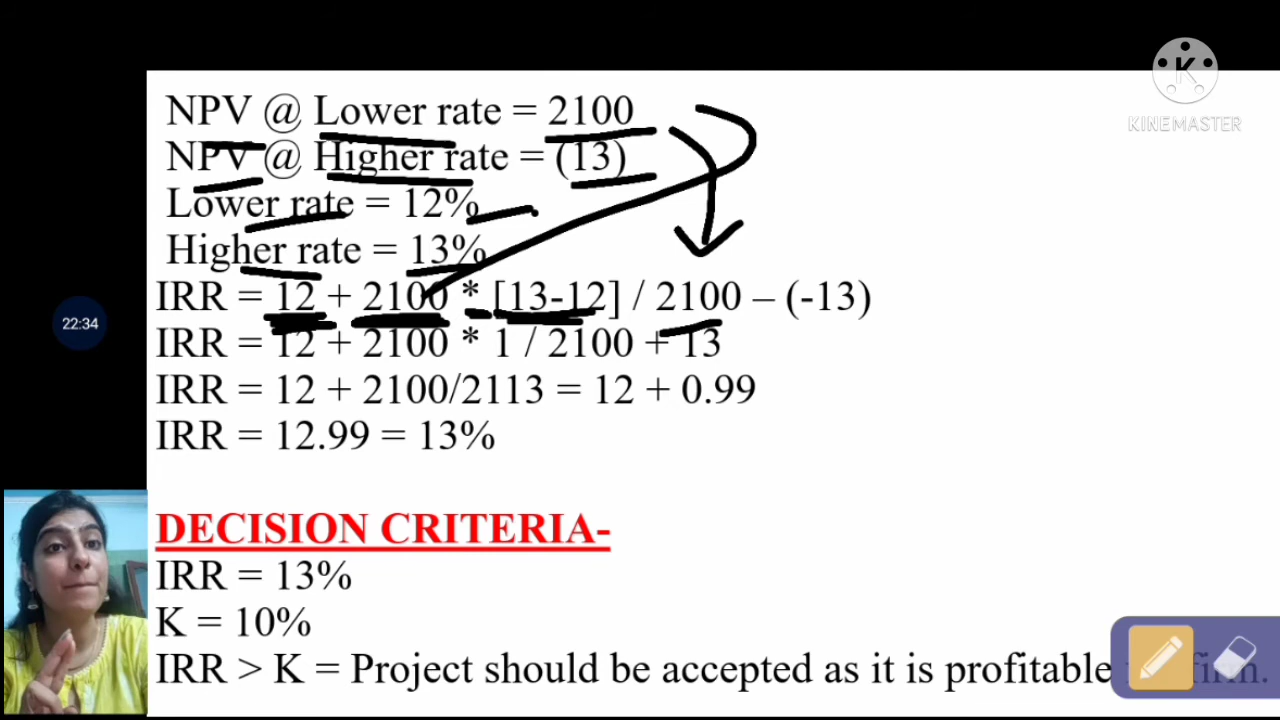 KINEMASTER
NPV @ Lower rate = 2100
NPV @ Higher rate = (13)
Lower rate = 12%
Higher rate = 13%
IRR = 12 + 2100 * [13-12] / 2100 – (-13)
22:34
IRR = 12 + 2100 * 1 / 2100 + 13
IRR = 12 + 2100/2113 = 12 + 0.99
IRR = 12.99 = 13%
DECISION CRITERIA-
IRR = 13%
K = 10%
IRR > K = Project should be accepted as it is profitable firm.